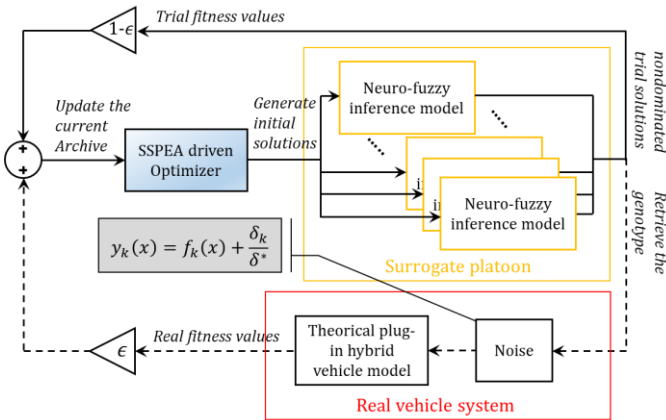 1-ϵ
Trial fitness values
nondominated
trial solutions
Update the
current
Archive
Generate
initial
solutions
Neuro-fuzzy
inference model
SSPEA driven
Optimizer
+
+
Neuro-fuzzy
inference model
Surrogate platoon
Retrieve the
genotype
y_k(x) = f_k(x) + δ_k/δ*
Real fitness values
ϵ
Theorical plug-
in hybrid
vehicle model
Noise
Real vehicle system